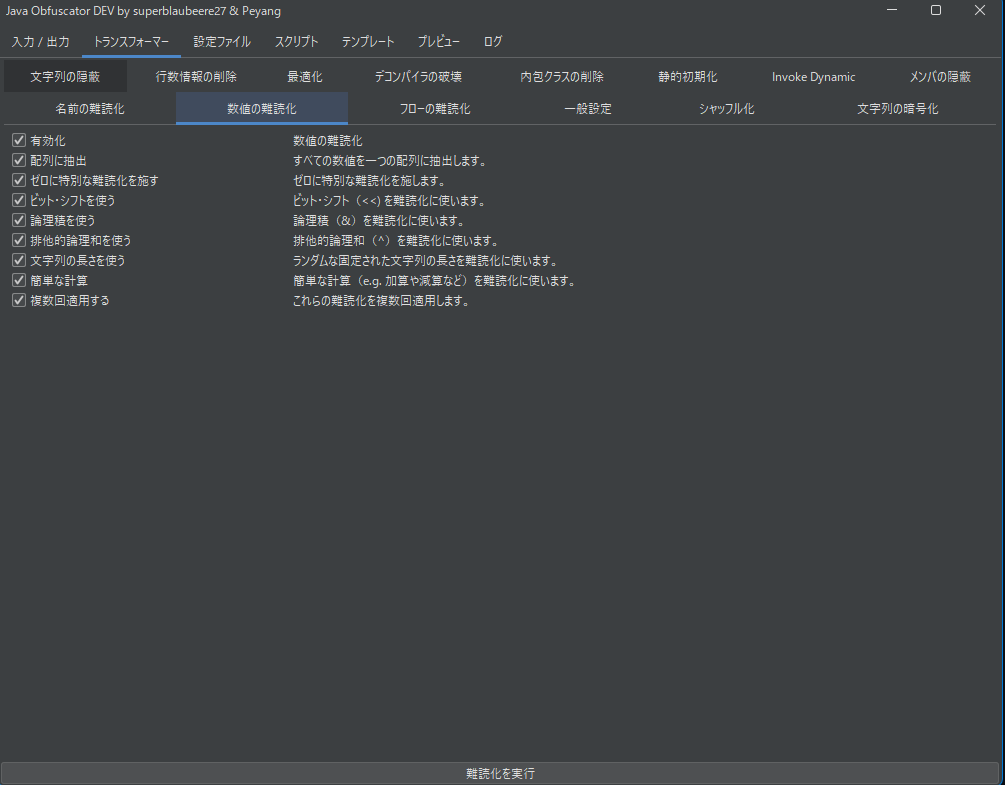 Java Obfuscator DEV by superblaubeere27 & Peyang
入力 / 出力 トランスフォーマー 設定ファイル スクリプト テンプレート プレビュー ログ
文字列の隠蔽 行数情報の削除 最適化 デコンパイラの破壊 内包クラスの削除 静的初期化 Invoke Dynamic メンバの隠蔽
名前の難読化 数値の難読化 フローの難読化 一般設定 シャッフル化 文字列の暗号化
有効化 数値の難読化
配列に抽出 すべての数値を一つの配列に抽出します。
ゼロに特別な難読化を施す ゼロに特別な難読化を施します。
ビット・シフトを使う ビット・シフト（<<) を難読化に使います。
論理積を使う 論理積（&）を難読化に使います。
排他的論理和を使う 排他的論理和（^）を難読化に使います。
文字列の長さを使う ランダムな固定された文字列の長さを難読化に使います。
簡単な計算 簡単な計算（e.g. 加算や減算など）を難読化に使います。
複数回適用する これらの難読化を複数回適用します。
難読化を実行